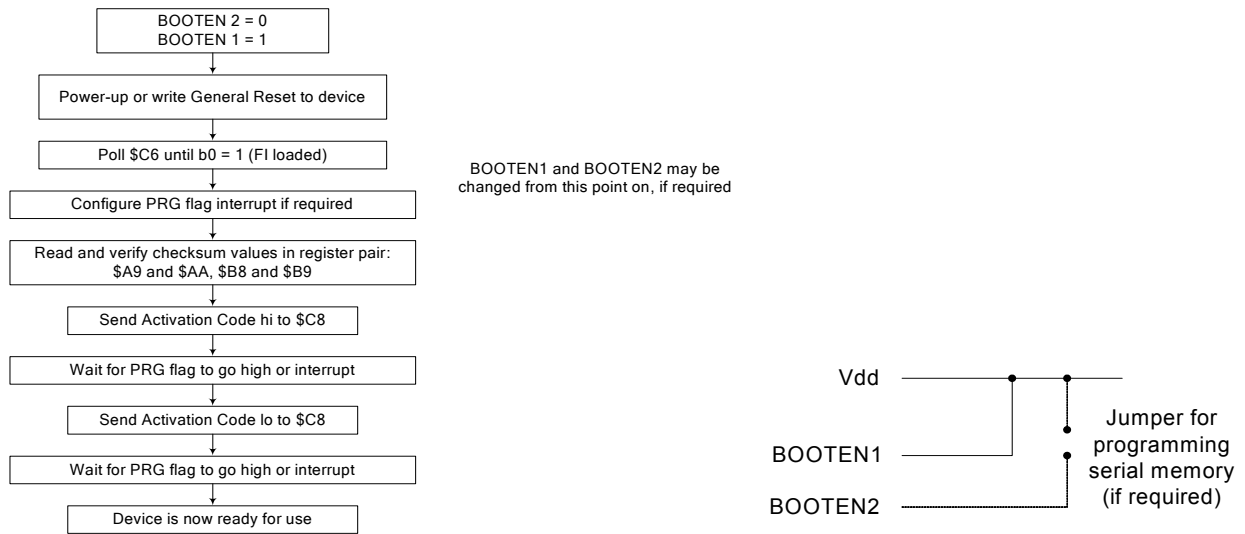 BOOTEN 2 = 0
BOOTEN 1 = 1
Power-up or write General Reset to device
Poll $C6 until b0 = 1 (FI loaded)
BOOTEN1 and BOOTEN2 may be
changed from this point on, if required
Configure PRG flag interrupt if required
Read and verify checksum values in register pair:
$A9 and $AA, $B8 and $B9
Send Activation Code hi to $C8
Wait for PRG flag to go high or interrupt
Send Activation Code lo to $C8
Wait for PRG flag to go high or interrupt
Device is now ready for use
Vdd
BOOTEN1
BOOTEN2
Jumper for
programming
serial memory
(if required)